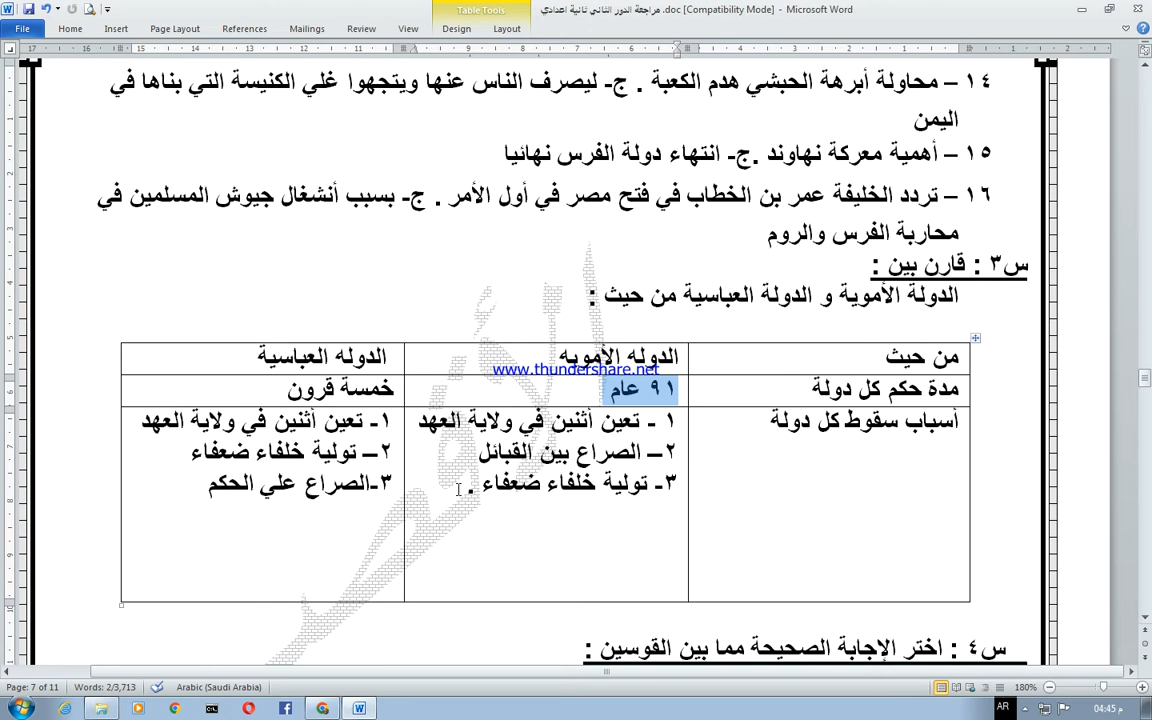 مراجعة الدور الثاني ثانية اعدادي .doc [Compatibility Mode] - Microsoft Word
Table Tools
File Home Insert Page Layout References Mailings Review View Design Layout
١٤ – محاولة أبرهة الحبشي هدم الكعبة . ج- ليصرف الناس عنها ويتجهوا غلي الكنيسة التي بناها في
اليمن
١٥ – أهمية معركة نهاوند .ج- انتهاء دولة الفرس نهائيا
١٦ – تردد الخليفة عمر بن الخطاب في فتح مصر في أول الأمر . ج- بسبب أنشغال جيوش المسلمين في
محاربة الفرس والروم
س٣ : قارن بين :
الدولة الأموية و الدولة العباسية من حيث :
من حيث الدوله الأمويه الدوله العباسية
www.thundershare.net
مدة حكم كل دولة ٩١ عام خمسة قرون
أسباب سقوط كل دولة ١ - تعين أثنين في ولاية العهد ١- تعين أثنين في ولاية العهد
٢– الصراع بين القبائل ٢– تولية خلفاء ضعفاء
٣- تولية خلفاء ضعفاء . ٣-الصراع علي الحكم
س٤ : اختر الإجابة الصحيحة مما بين القوسين :
Page: 7 of 11 Words: 2/3,713 Arabic (Saudi Arabia) 180%
AR 04:45 م